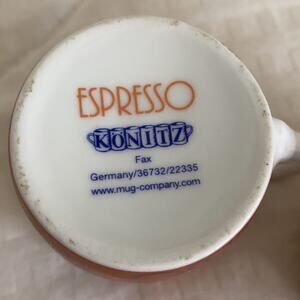 ESPRESSO
KÖNITZ
Fax
Germany/36732/22335
www.mug-company.com